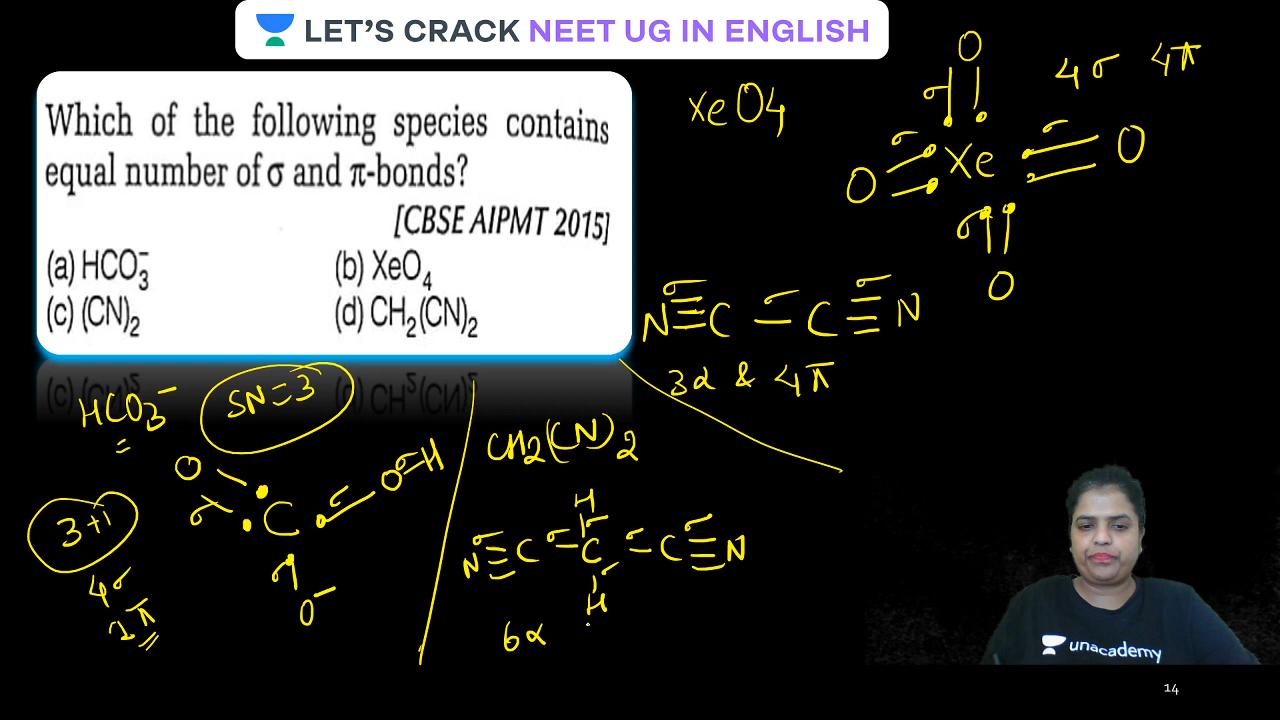 LET'S CRACK NEET UG IN ENGLISH
Which of the following species contains
equal number of σ and π-bonds?
[CBSE AIPMT 2015]
(a) HCO₃⁻ (b) XeO₄
(c) (CN)₂ (d) CH₂(CN)₂
XeO4
4σ 4π
O
σ
O σ Xe σ O
σ
O
N≡C — C≡N
σ σ σ
3α & 4π
HCO3⁻
SN=3
O
σ C σ O σ H
σ
O⁻
3+1
4σ
1π
CH2(CN)2
H
σ
N≡C — C — C≡N
σ σ σ σ
σ
H
6α
unacademy
14